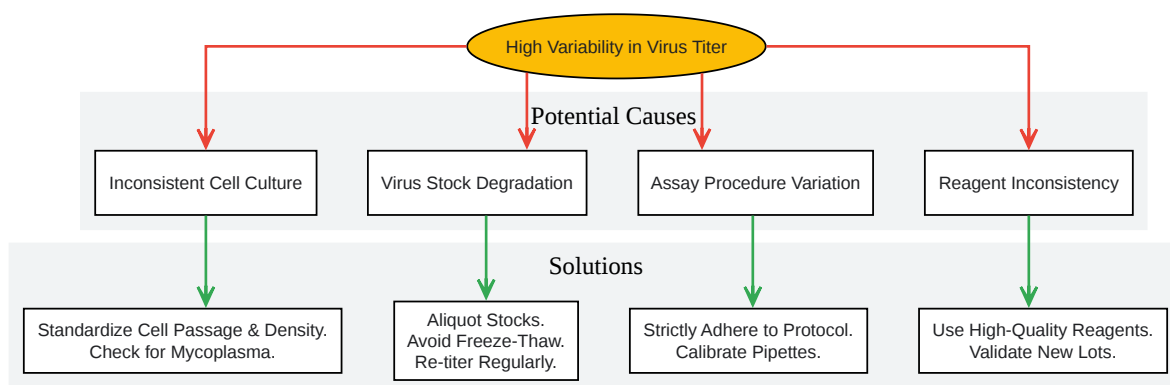 High Variability in Virus Titer
Potential Causes
Inconsistent Cell Culture
Virus Stock Degradation
Assay Procedure Variation
Reagent Inconsistency
Solutions
Standardize Cell Passage & Density.
Check for Mycoplasma.
Aliquot Stocks.
Avoid Freeze-Thaw.
Re-titer Regularly.
Strictly Adhere to Protocol.
Calibrate Pipettes.
Use High-Quality Reagents.
Validate New Lots.